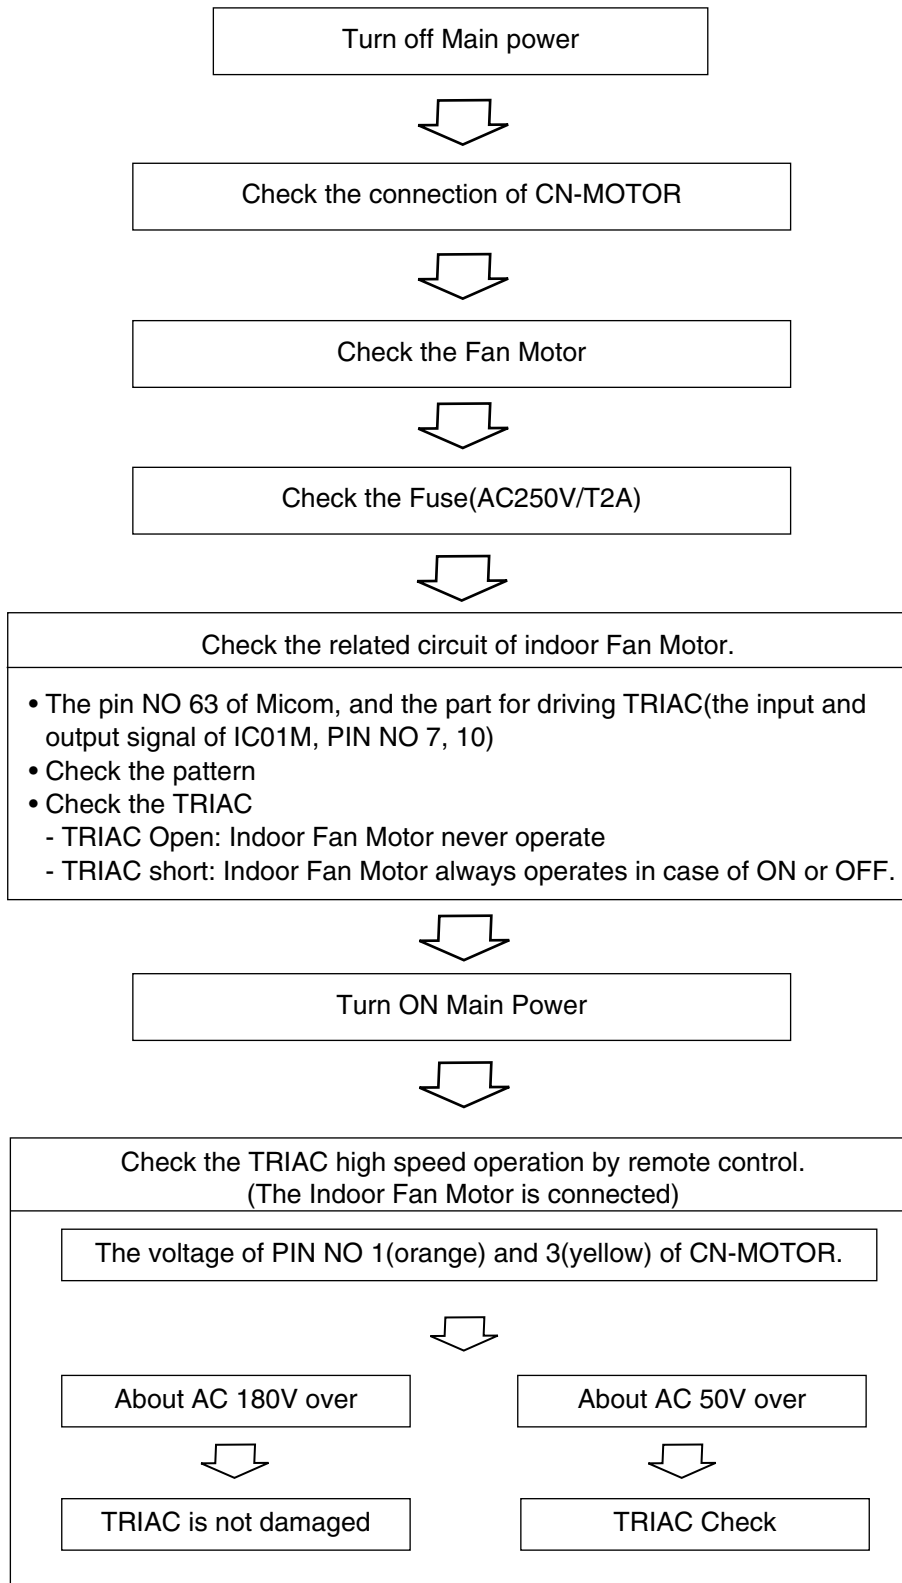 Turn off Main power
Check the connection of CN-MOTOR
Check the Fan Motor
Check the Fuse(AC250V/T2A)
Check the related circuit of indoor Fan Motor.
• The pin NO 63 of Micom, and the part for driving TRIAC(the input and
output signal of IC01M, PIN NO 7, 10)
• Check the pattern
• Check the TRIAC
- TRIAC Open: Indoor Fan Motor never operate
- TRIAC short: Indoor Fan Motor always operates in case of ON or OFF.
Turn ON Main Power
Check the TRIAC high speed operation by remote control.
(The Indoor Fan Motor is connected)
The voltage of PIN NO 1(orange) and 3(yellow) of CN-MOTOR.
About AC 180V over
About AC 50V over
TRIAC is not damaged
TRIAC Check